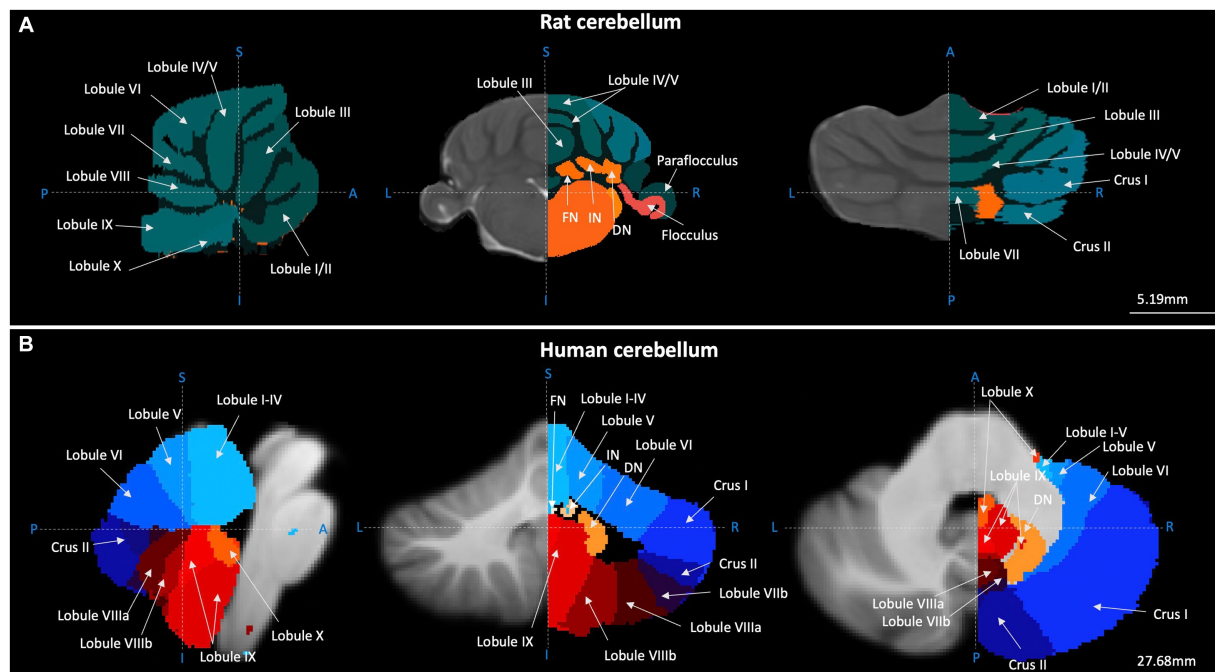 A
Rat cerebellum
S
Lobule IV/V
Lobule VI
Lobule III
Lobule VII
Lobule VIII
P
A
Lobule IX
Lobule X
Lobule I/II
I
S
Lobule III
Lobule IV/V
Paraflocculus
L
R
FN
IN
DN
Flocculus
I
A
Lobule I/II
Lobule III
Lobule IV/V
Crus I
L
R
Crus II
Lobule VII
P
5.19mm
B
Human cerebellum
S
Lobule V
Lobule I-IV
Lobule VI
P
A
Crus II
Lobule VIIIa
Lobule VIIIb
Lobule X
Lobule IX
I
S
FN
Lobule I-IV
Lobule V
IN
Lobule VI
DN
Crus I
L
R
Crus II
Lobule VIIb
Lobule VIIIa
Lobule IX
Lobule VIIIb
I
A
Lobule X
Lobule I-V
Lobule V
Lobule VI
Lobule IX
DN
L
R
Lobule VIIIa
Lobule VIIb
Crus I
Crus II
P
27.68mm